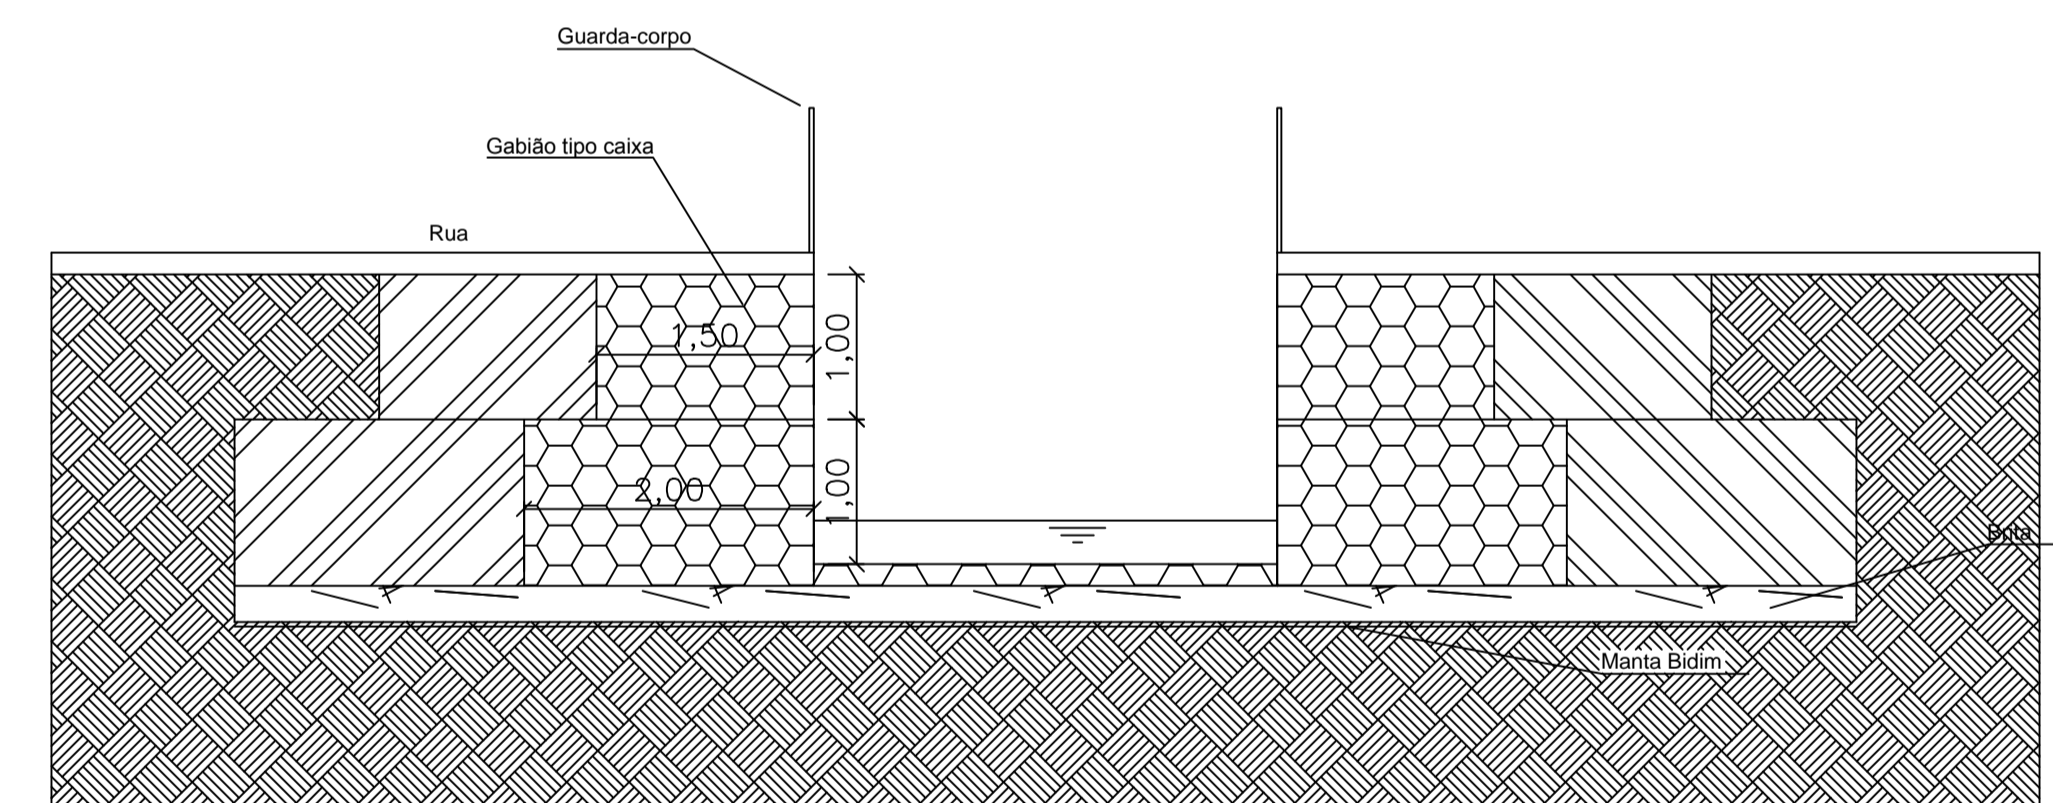 Guarda-corpo
Gabião tipo caixa
Rua
1,50
1,00
2,00
1,00
Brita
Manta Bidim